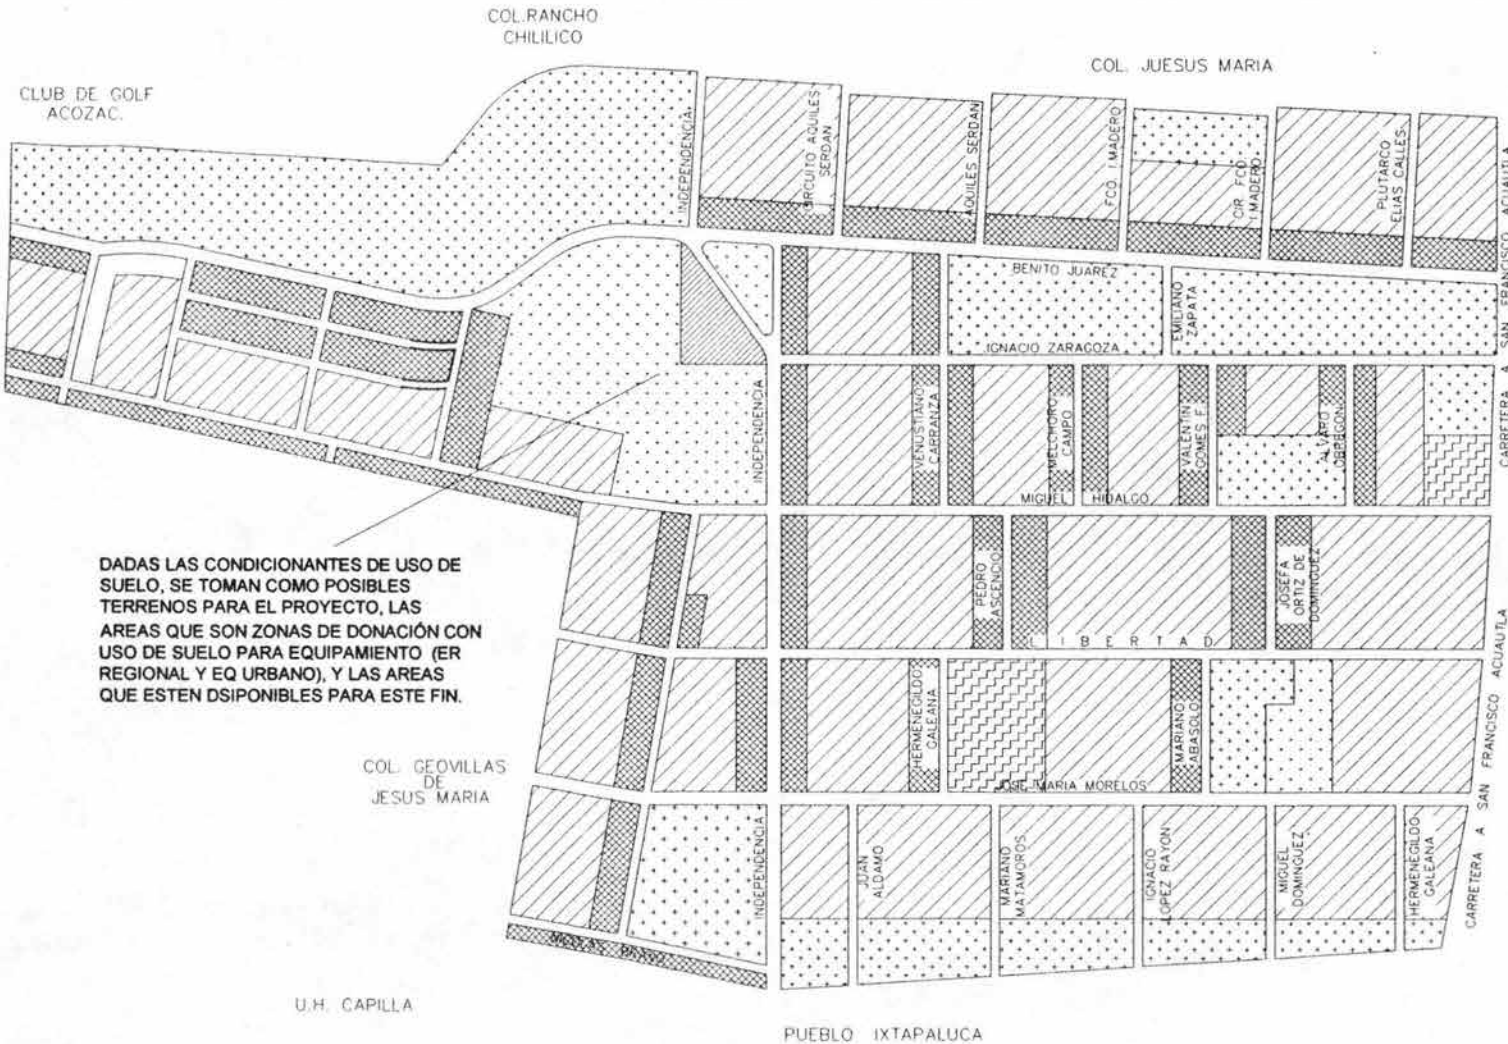 COL.RANCHO
CHILILICO
COL. JUESUS MARIA
CLUB DE GOLF
ACOZAC.
INDEPENDENCIA
CIRCUITO AQUILES
SERDAN
AQUILES SERDAN
FCO. I.MADERO
CIR. FCO.
I.MADERO
PLUTARCO
ELIAS CALLES
CARRETERA A SAN FRANCISCO ACUAUTLA
BENITO JUAREZ
EMILIANO
ZAPATA
IGNACIO ZARAGOZA
INDEPENDENCIA
VENUSTIANO
CARRANZA
MELCHORO
CAMPO
VALENTIN
GOMES F.
ALVARO
OBREGON
MIGUEL HIDALGO
DADAS LAS CONDICIONANTES DE USO DE
SUELO, SE TOMAN COMO POSIBLES
TERRENOS PARA EL PROYECTO, LAS
AREAS QUE SON ZONAS DE DONACIÓN CON
USO DE SUELO PARA EQUIPAMIENTO (ER
REGIONAL Y EQ URBANO), Y LAS AREAS
QUE ESTEN DSIPONIBLES PARA ESTE FIN.
PEDRO
ASCENCIO
JOSEFA
ORTIZ DE
DOMINGUEZ
LIBERTAD
HERMENEGILDO
GALEANA
MARIANO
ABASOLO
COL. GEOVILLAS
DE
JESUS MARIA
JOSE MARIA MORELOS
INDEPENDENCIA
JUAN
ALDAMO
MARIANO
MATAMOROS
IGNACIO
LOPEZ RAYON
MIGUEL
DOMINGUEZ
HERMENEGILDO
GALEANA
CARRETERA A SAN FRANCISCO ACUAUTLA
U.H. CAPILLA
PUEBLO IXTAPALUCA